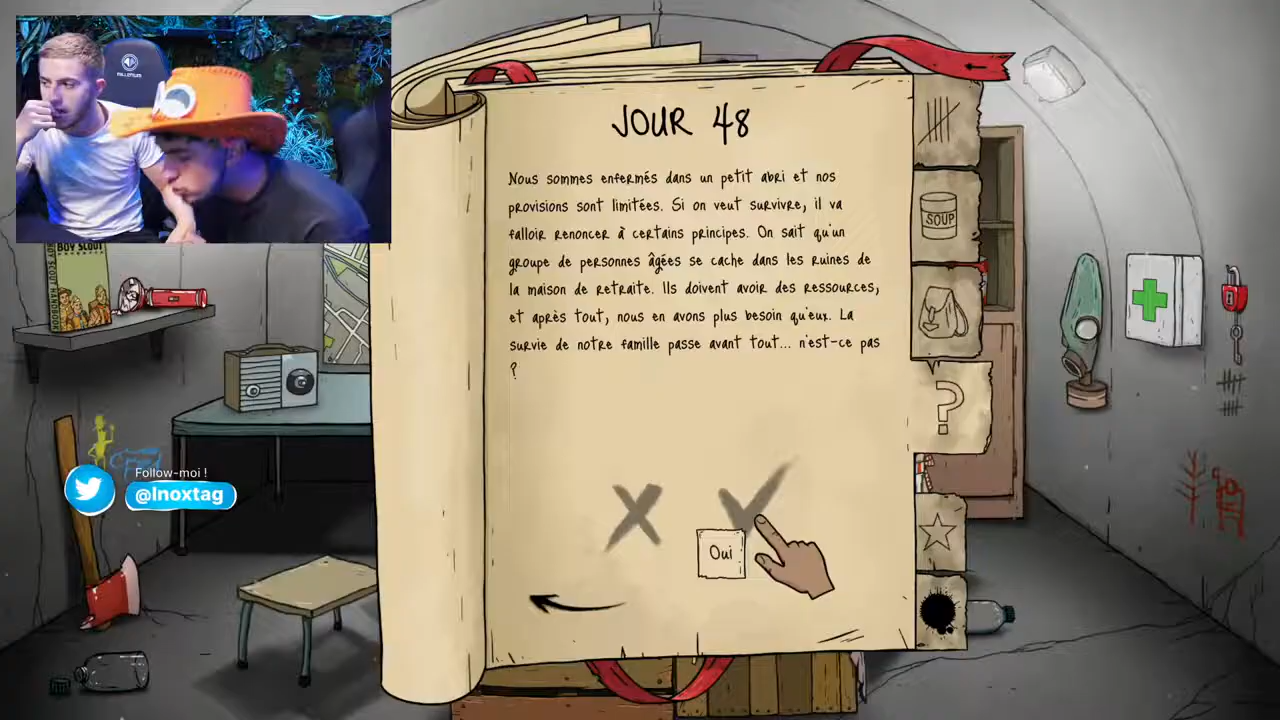 MILLENIUM
BOY SCOUT
JOUR 48
Nous sommes enfermés dans un petit abri et nos
provisions sont limitées. Si on veut survivre, il va
falloir renoncer à certains principes. On sait qu'un
groupe de personnes âgées se cache dans les ruines de
la maison de retraite. Ils doivent avoir des ressources,
et après tout, nous en avons plus besoin qu'eux. La
survie de notre famille passe avant tout... n'est-ce pas
?
SOUP
Follow-moi !
@Inoxtag
Oui